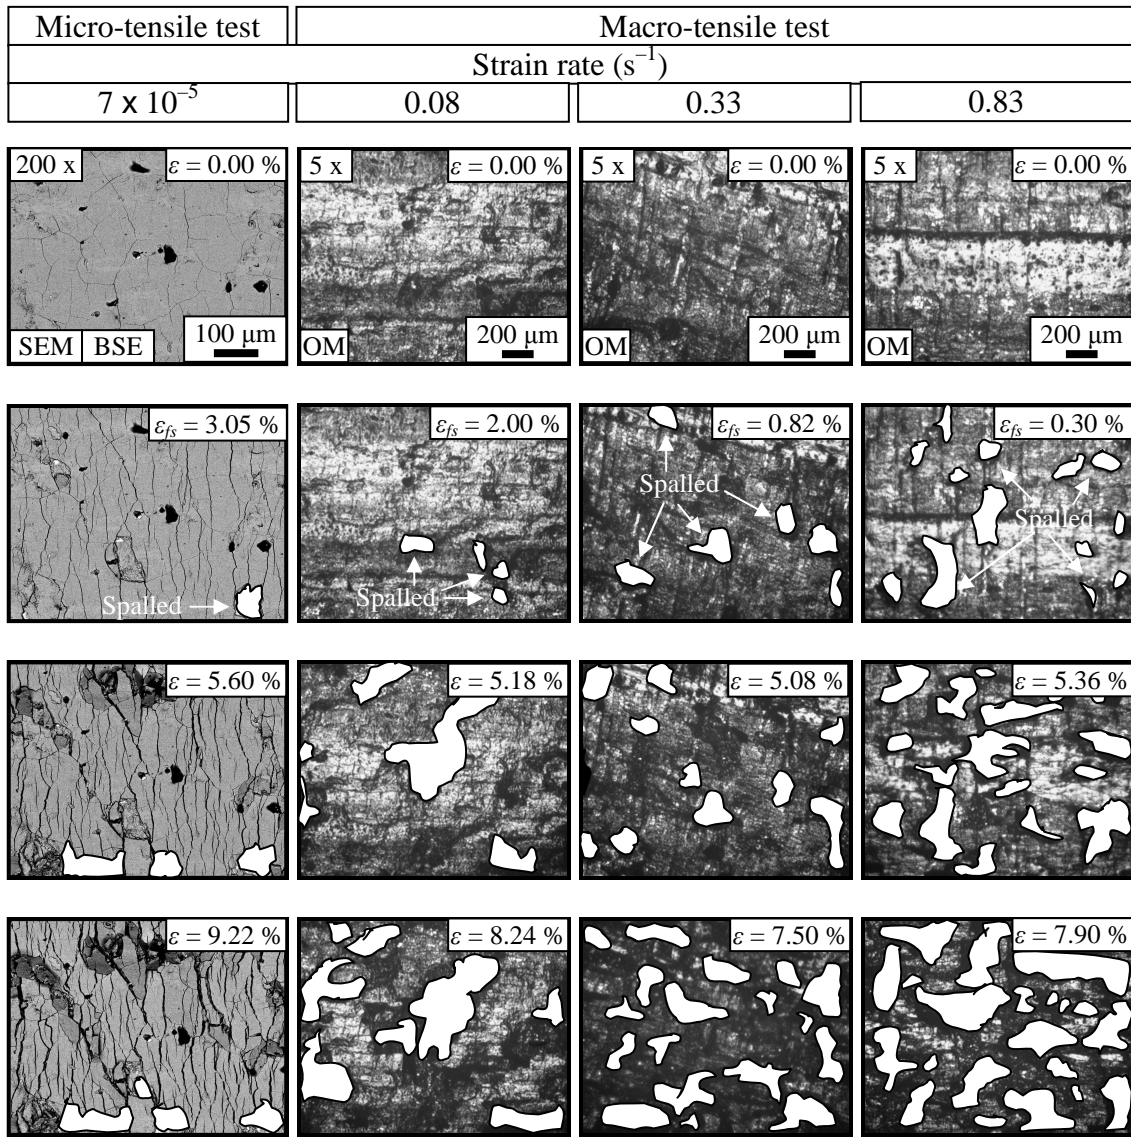 Micro-tensile test Macro-tensile test
Strain rate (s⁻¹)
7 x 10⁻⁵ 0.08 0.33 0.83
200 x ε = 0.00 % 5 x ε = 0.00 % 5 x ε = 0.00 % 5 x ε = 0.00 %
SEM BSE 100 μm OM 200 μm OM 200 μm OM 200 μm
ε_fs = 3.05 % ε_fs = 2.00 % ε_fs = 0.82 % ε_fs = 0.30 %
Spalled Spalled Spalled Spalled
ε = 5.60 % ε = 5.18 % ε = 5.08 % ε = 5.36 %
ε = 9.22 % ε = 8.24 % ε = 7.50 % ε = 7.90 %